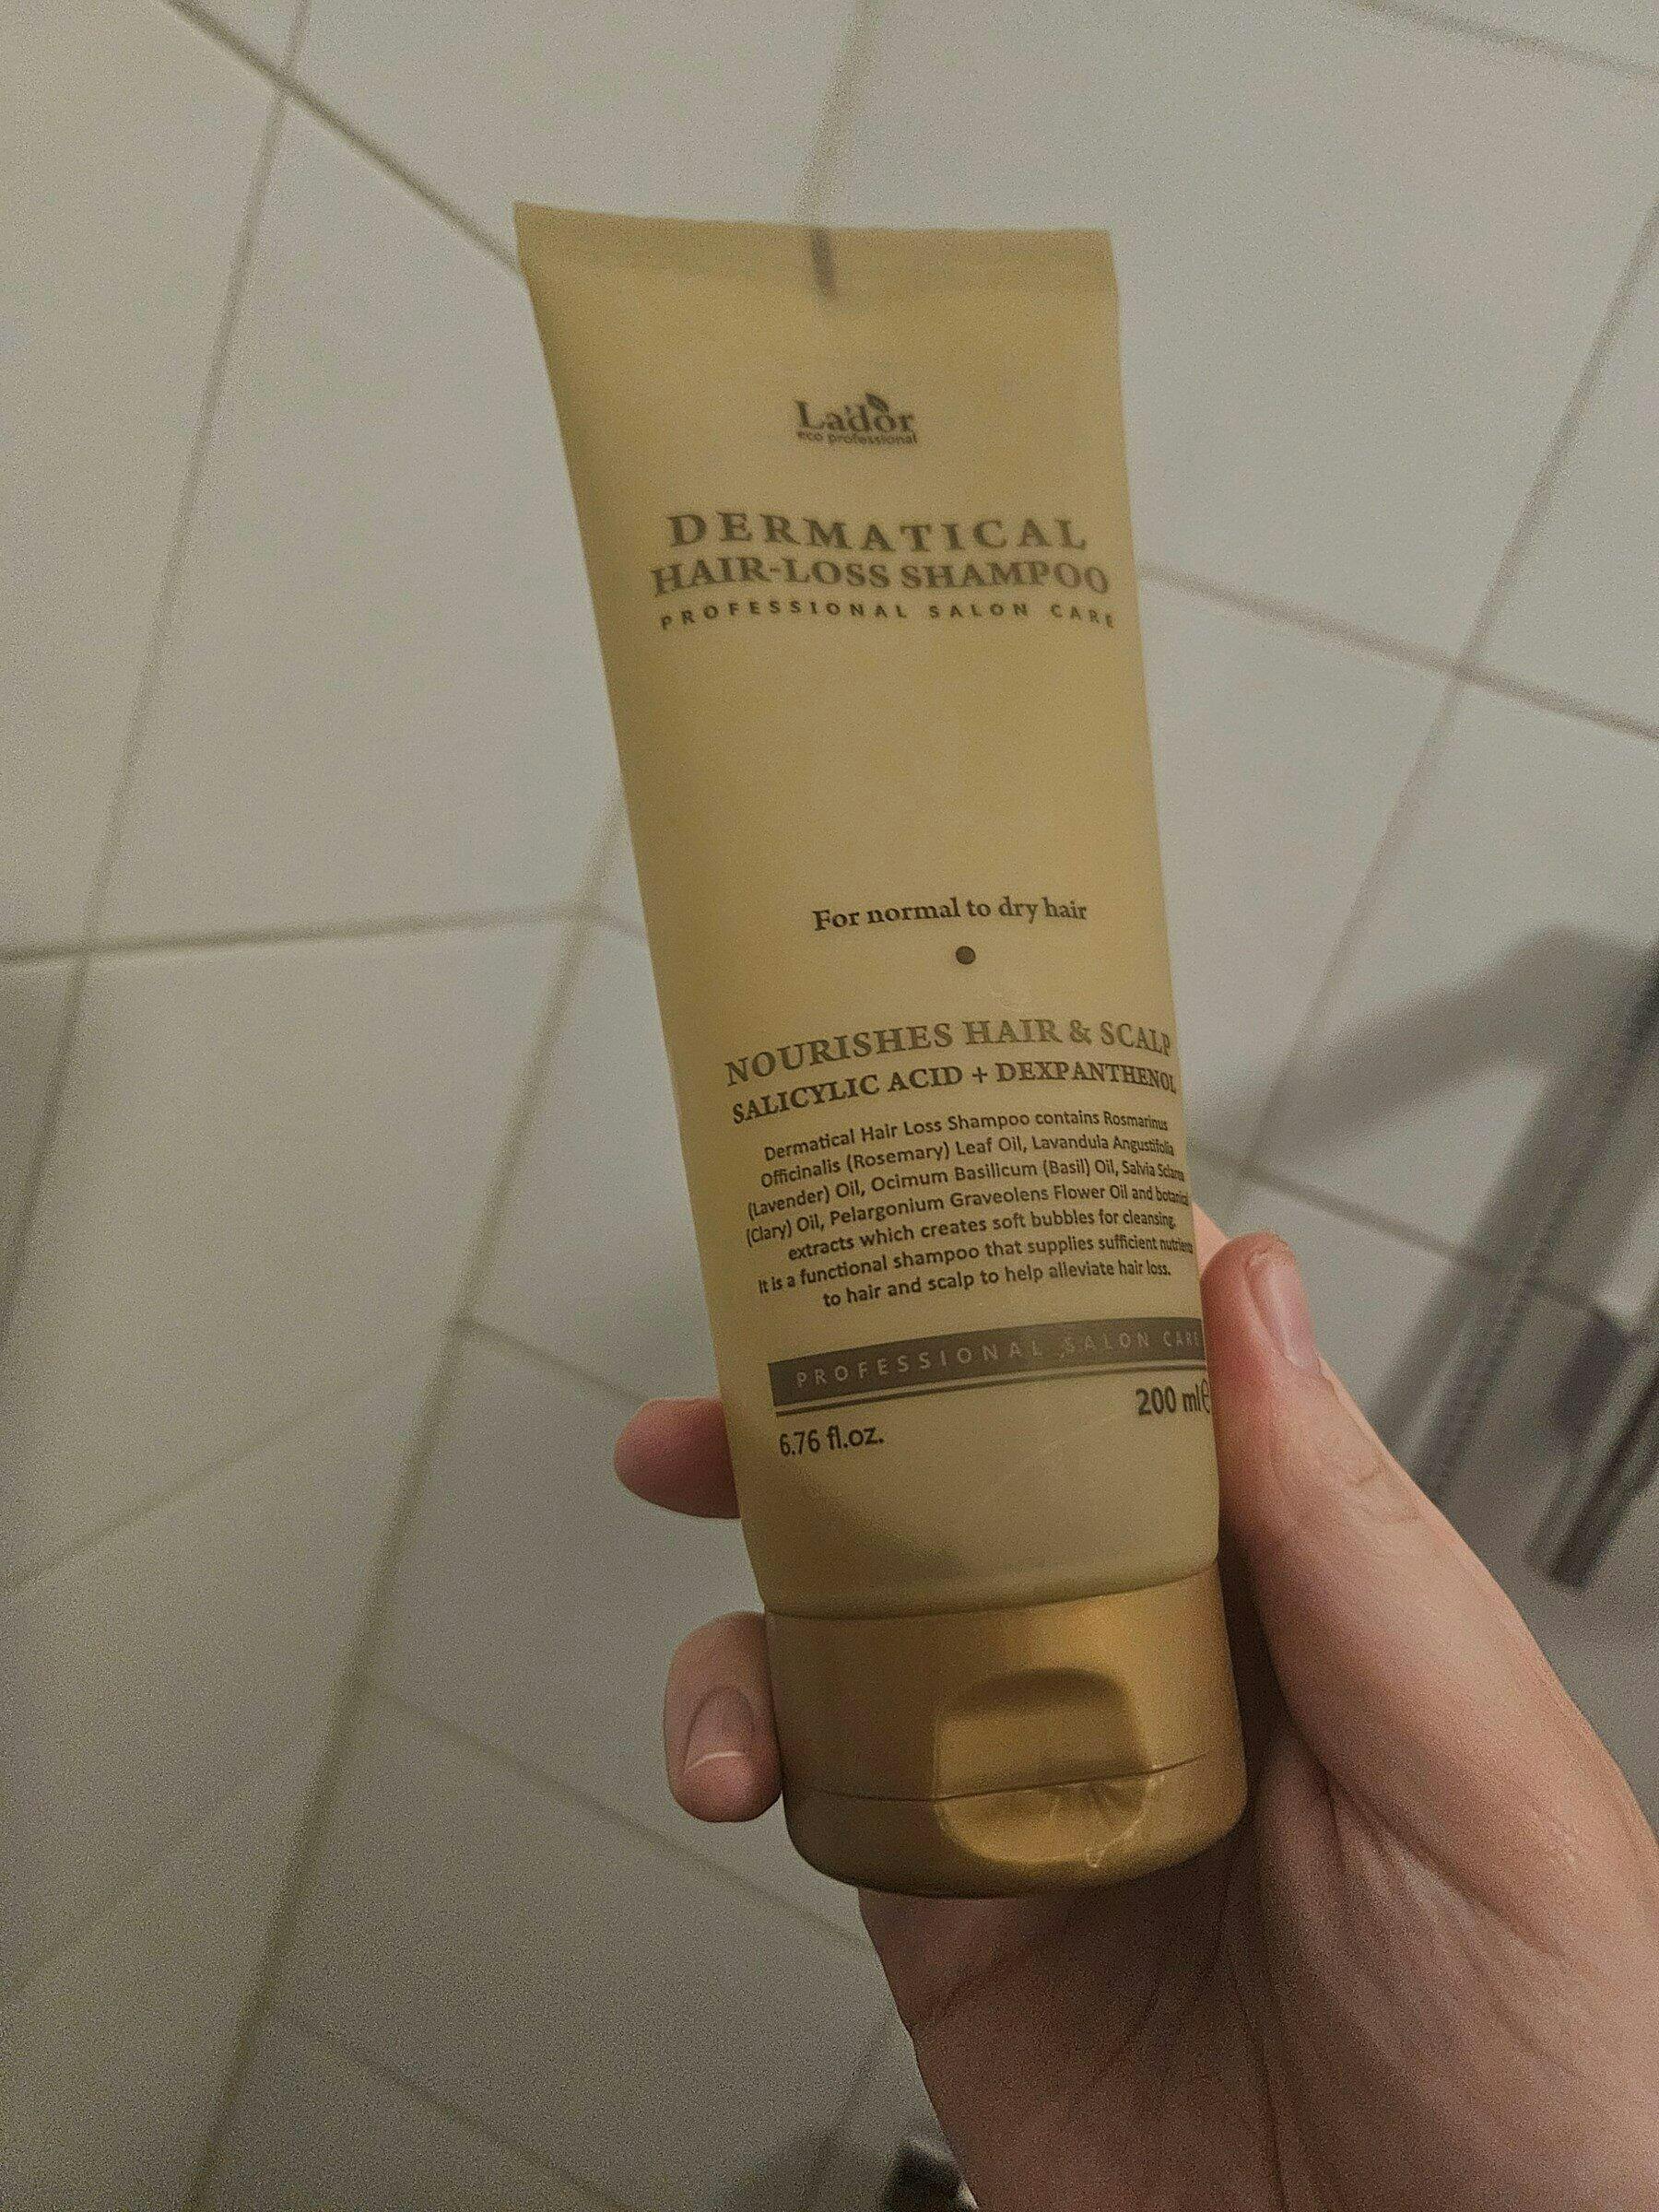 La'dor
eco professional
DERMATICAL
HAIR-LOSS SHAMPOO
PROFESSIONAL SALON CARE
For normal to dry hair
NOURISHES HAIR & SCALP
SALICYLIC ACID + DEXPANTHENOL
Dermatical Hair Loss Shampoo contains Rosmarinus
Officinalis (Rosemary) Leaf Oil, Lavandula Angustifolia
(Lavender) Oil, Ocimum Basilicum (Basil) Oil, Salvia Sclarea
(Clary) Oil, Pelargonium Graveolens Flower Oil and botanical
extracts which creates soft bubbles for cleansing.
It is a functional shampoo that supplies sufficient nutrients
to hair and scalp to help alleviate hair loss.
PROFESSIONAL SALON CARE
6.76 fl.oz. 200 ml ℮